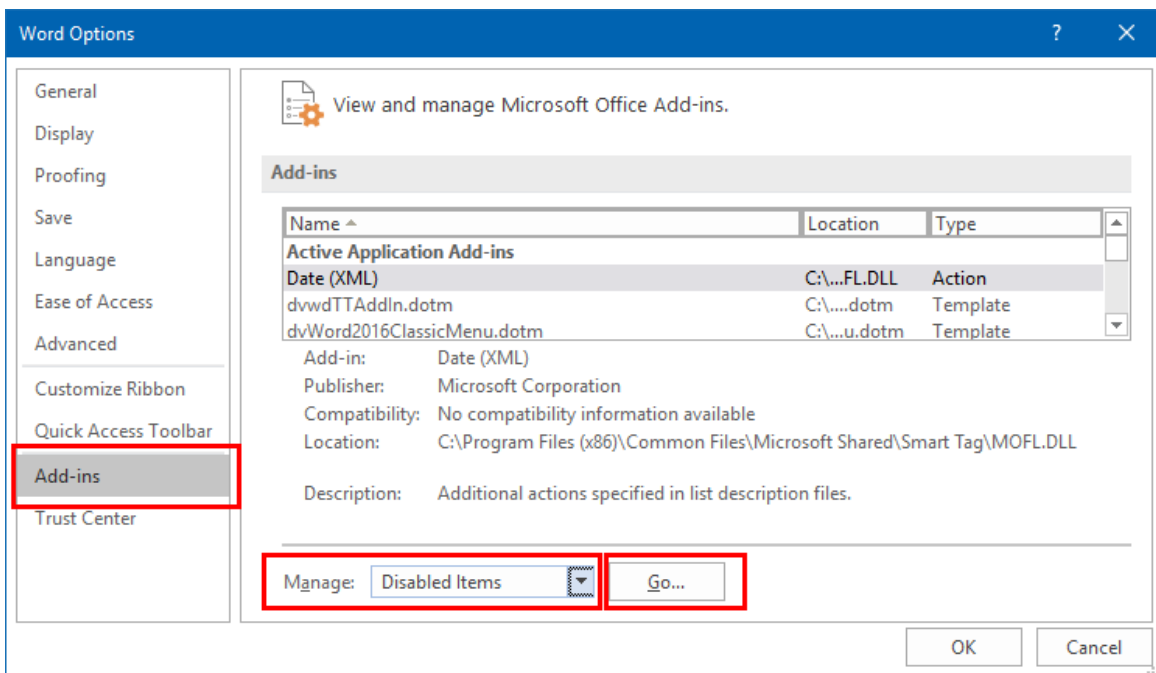 Word Options ?
General
Display
Proofing
Save
Language
Ease of Access
Advanced
Customize Ribbon
Quick Access Toolbar
Add-ins
Trust Center
View and manage Microsoft Office Add-ins.
Add-ins
Name Location Type
Active Application Add-ins
Date (XML) C:\...FL.DLL Action
dvwdTTAddIn.dotm C:\....dotm Template
dvWord2016ClassicMenu.dotm C:\...u.dotm Template
Add-in: Date (XML)
Publisher: Microsoft Corporation
Compatibility: No compatibility information available
Location: C:\Program Files (x86)\Common Files\Microsoft Shared\Smart Tag\MOFL.DLL
Description: Additional actions specified in list description files.
Manage: Disabled Items Go...
OK Cancel